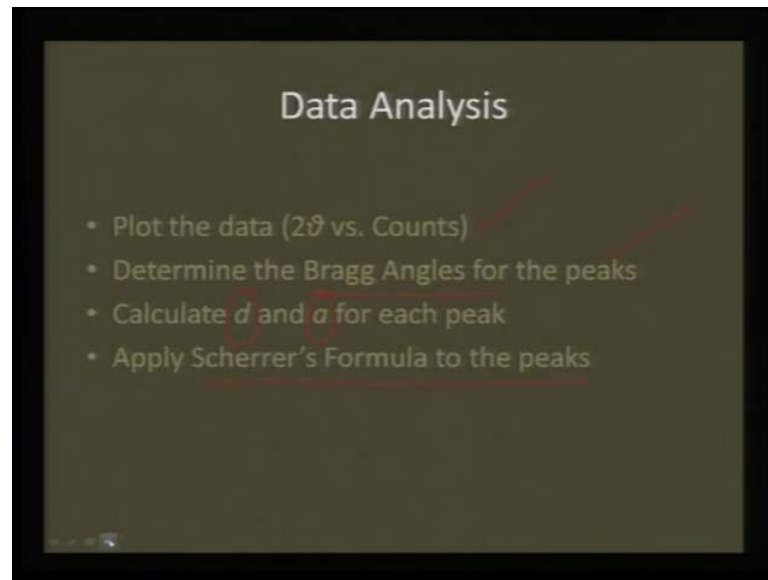 Data Analysis
• Plot the data (2ϑ vs. Counts)
• Determine the Bragg Angles for the peaks
• Calculate d and a for each peak
• Apply Scherrer's Formula to the peaks